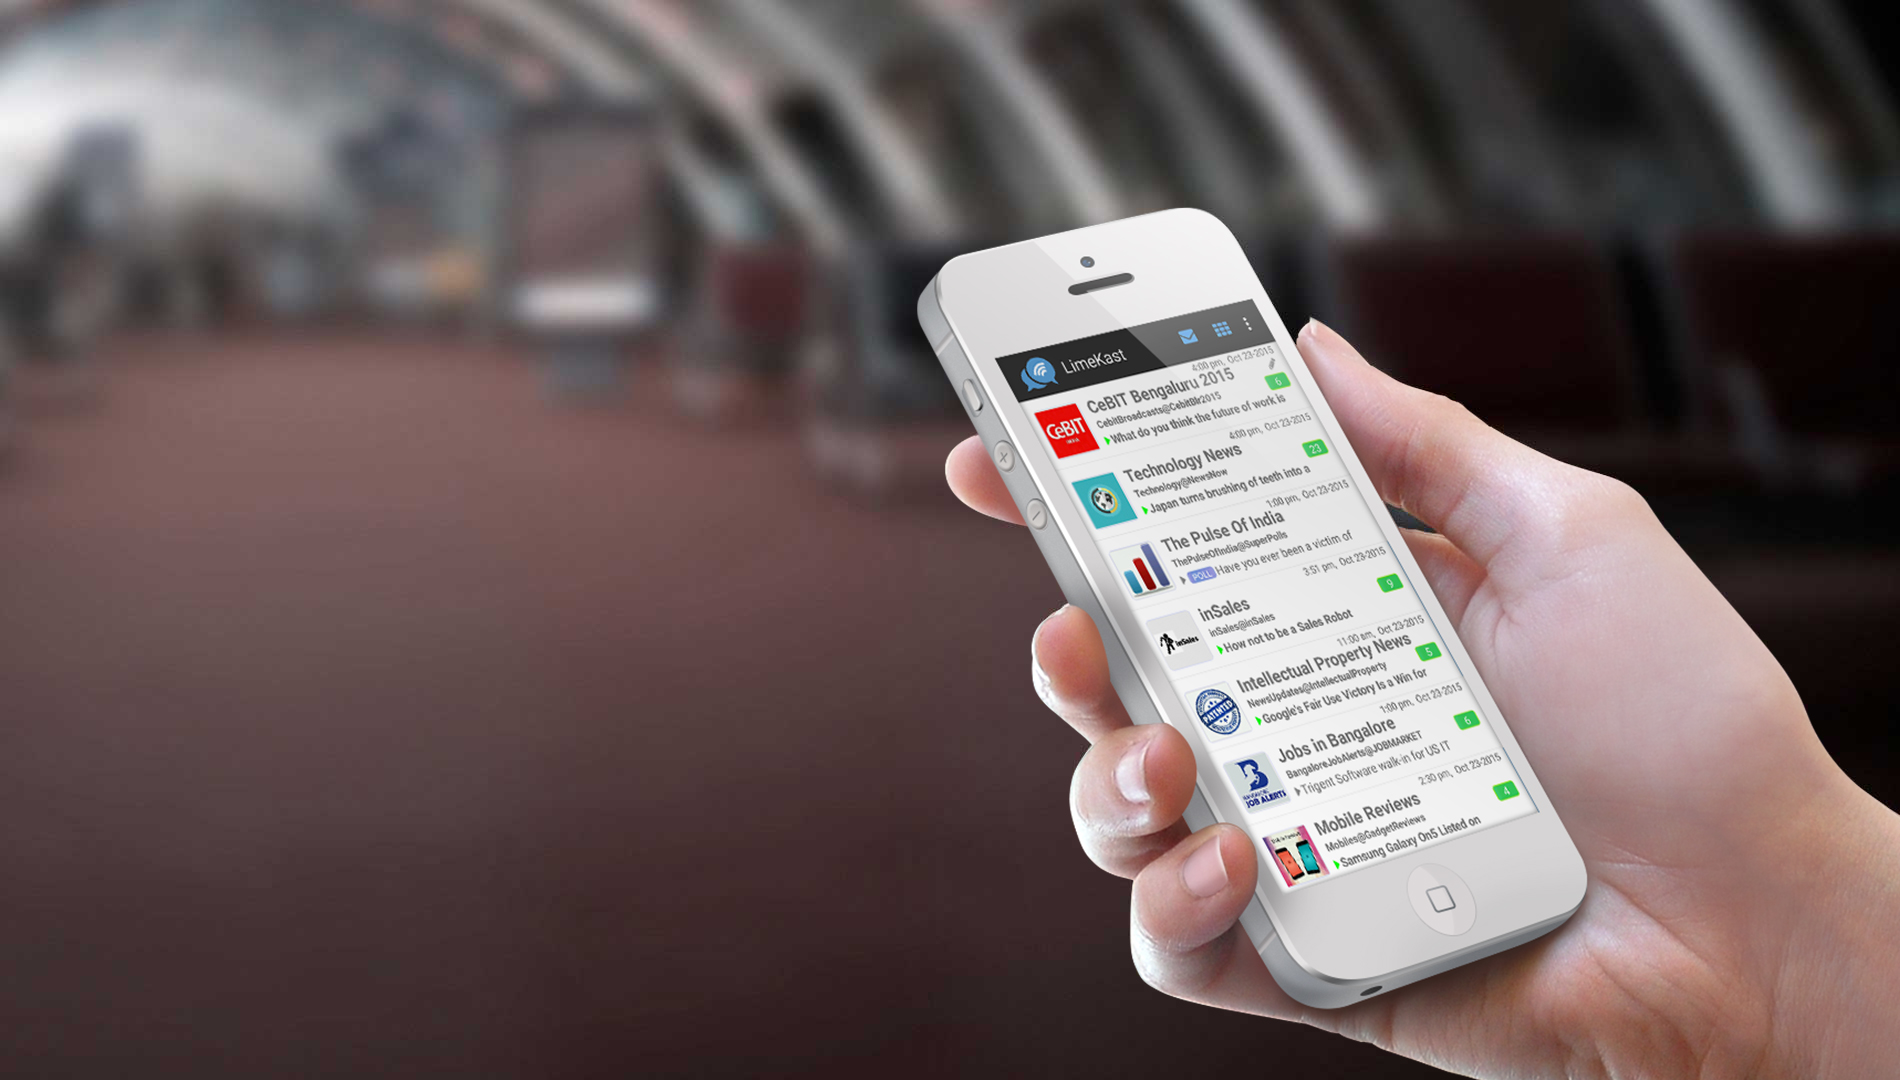 LimeKast
4:00 pm, Oct 23-2015
CeBIT Bengaluru 2015
6
CebitBroadcasts@CebitBlr2015
What do you think the future of work is
CeBIT
INDIA
4:00 pm, Oct 23-2015
Technology News
23
Technology@NewsNow
Japan turns brushing of teeth into a
1:00 pm, Oct 23-2015
The Pulse Of India
ThePulseOfIndia@SuperPolls
POLL Have you ever been a victim of
3:51 pm, Oct 23-2015
inSales
9
inSales@inSales
How not to be a Sales Robot
inSales
11:00 am, Oct 23-2015
Intellectual Property News
5
NewsUpdates@IntellectualProperty
Google's Fair Use Victory Is a Win for
PATENTED
1:00 pm, Oct 23-2015
Jobs in Bangalore
6
BangaloreJobAlerts@JOBMARKET
Trigent Software walk-in for US IT
BANGALORE
JOB ALERTS
2:30 pm, Oct 23-2015
Mobile Reviews
4
Mobiles@GadgetReviews
Samsung Galaxy On5 Listed on